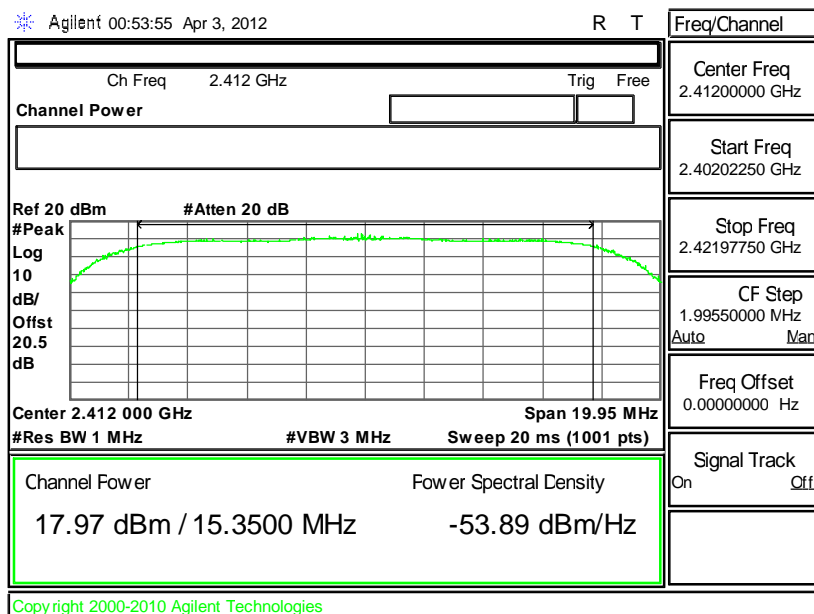 Agilent 00:53:55 Apr 3, 2012 R T
Ch Freq 2.412 GHz Trig Free
Channel Power
Ref 20 dBm #Atten 20 dB
#Peak
Log
10
dB/
Offst
20.5
dB
Center 2.412 000 GHz Span 19.95 MHz
#Res BW 1 MHz #VBW 3 MHz Sweep 20 ms (1001 pts)
Channel Power Power Spectral Density
17.97 dBm / 15.3500 MHz -53.89 dBm/Hz
Copyright 2000-2010 Agilent Technologies
Freq/Channel
Center Freq
2.41200000 GHz
Start Freq
2.40202250 GHz
Stop Freq
2.42197750 GHz
CF Step
1.99550000 MHz
Auto Man
Freq Offset
0.00000000 Hz
Signal Track
On Off